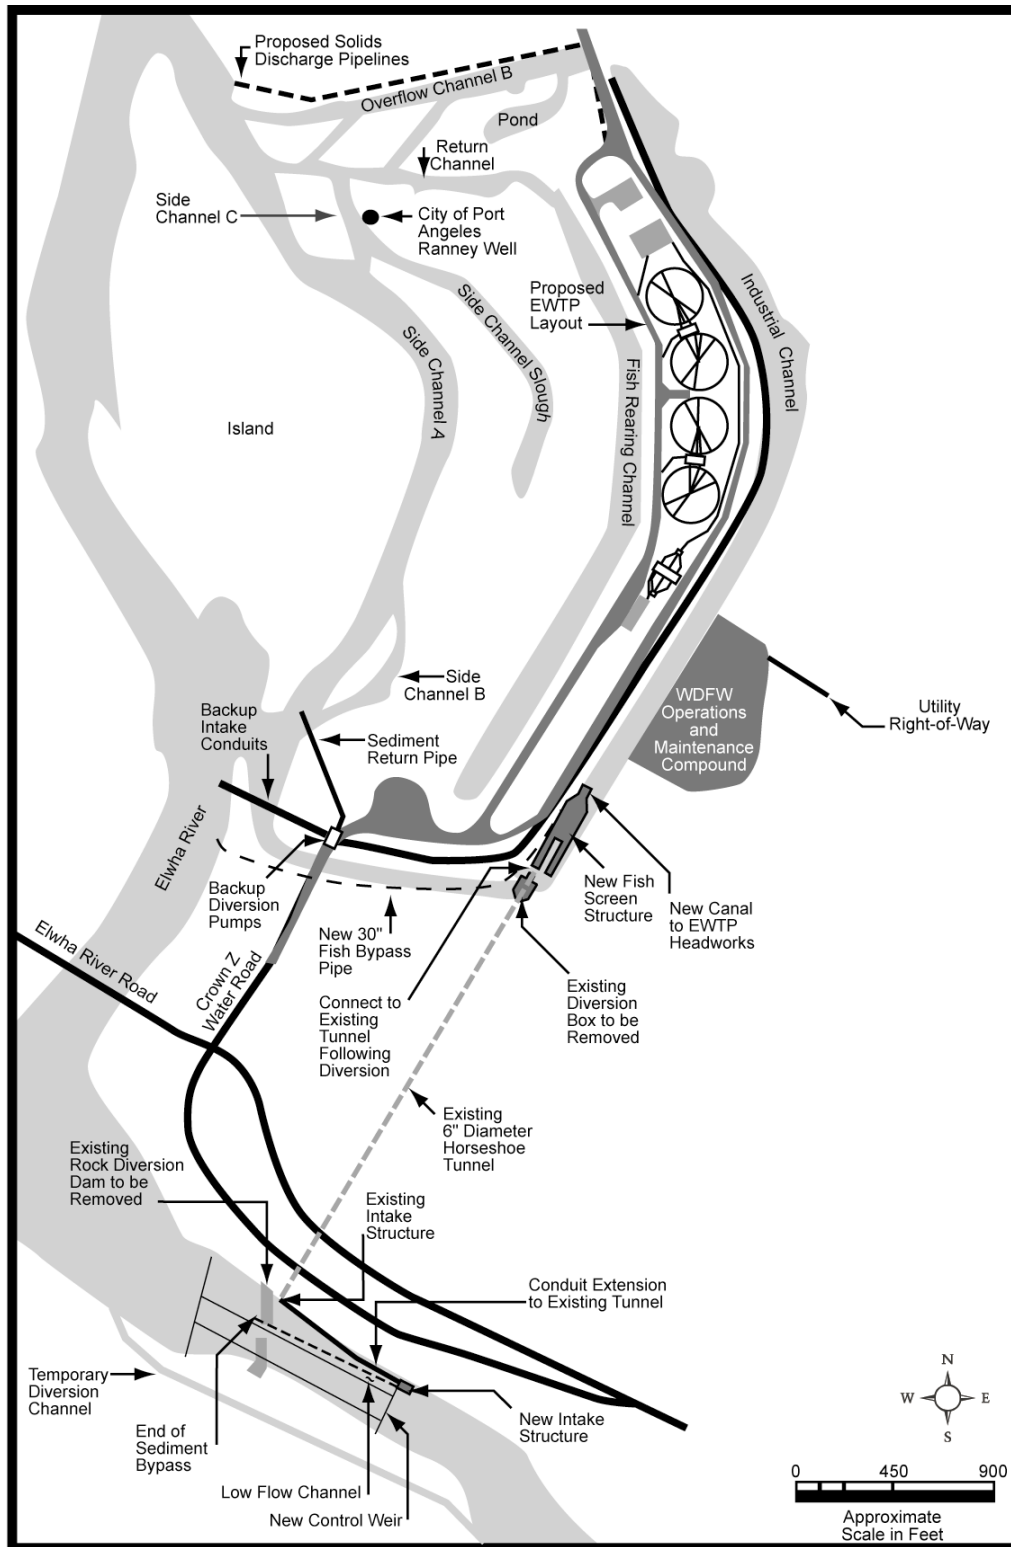 Proposed Solids
Discharge Pipelines
Overflow Channel B
Pond
Return
Channel
Side
Channel C
City of Port
Angeles
Ranney Well
Proposed
EWTP
Layout
Industrial Channel
Side Channel Slough
Side Channel A
Fish Rearing Channel
Island
Side
Channel B
WDFW
Operations
and
Maintenance
Compound
Utility
Right-of-Way
Backup
Intake
Conduits
Sediment
Return Pipe
Elwha River
Backup
Diversion
Pumps
New 30"
Fish Bypass
Pipe
New Fish
Screen
Structure
New Canal
to EWTP
Headworks
Elwha River Road
Crown Z
Water Road
Connect to
Existing
Tunnel
Following
Diversion
Existing
Diversion
Box to be
Removed
Existing
6" Diameter
Horseshoe
Tunnel
Existing
Rock Diversion
Dam to be
Removed
Existing
Intake
Structure
Conduit Extension
to Existing Tunnel
Temporary
Diversion
Channel
End of
Sediment
Bypass
New Intake
Structure
Low Flow Channel
New Control Weir
N
W E
S
0 450 900
Approximate
Scale in Feet